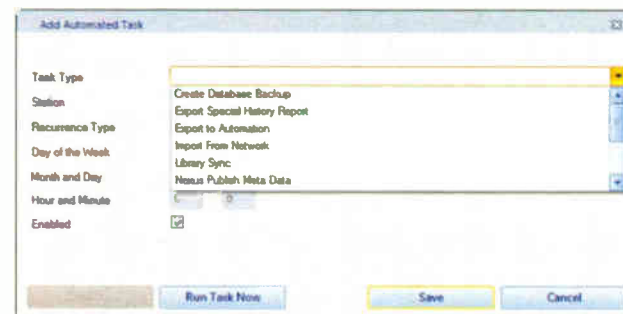 Add Automated Task
Task Type
Create Database Backup
Station
Export Special History Report
Recurrence Type
Export to Automation
Import From Network
Day of the Week
Library Sync
Month and Day
Nexus Publish Meta Data
Hour and Minute
Enabled
Run Task Now
Save
Cancel